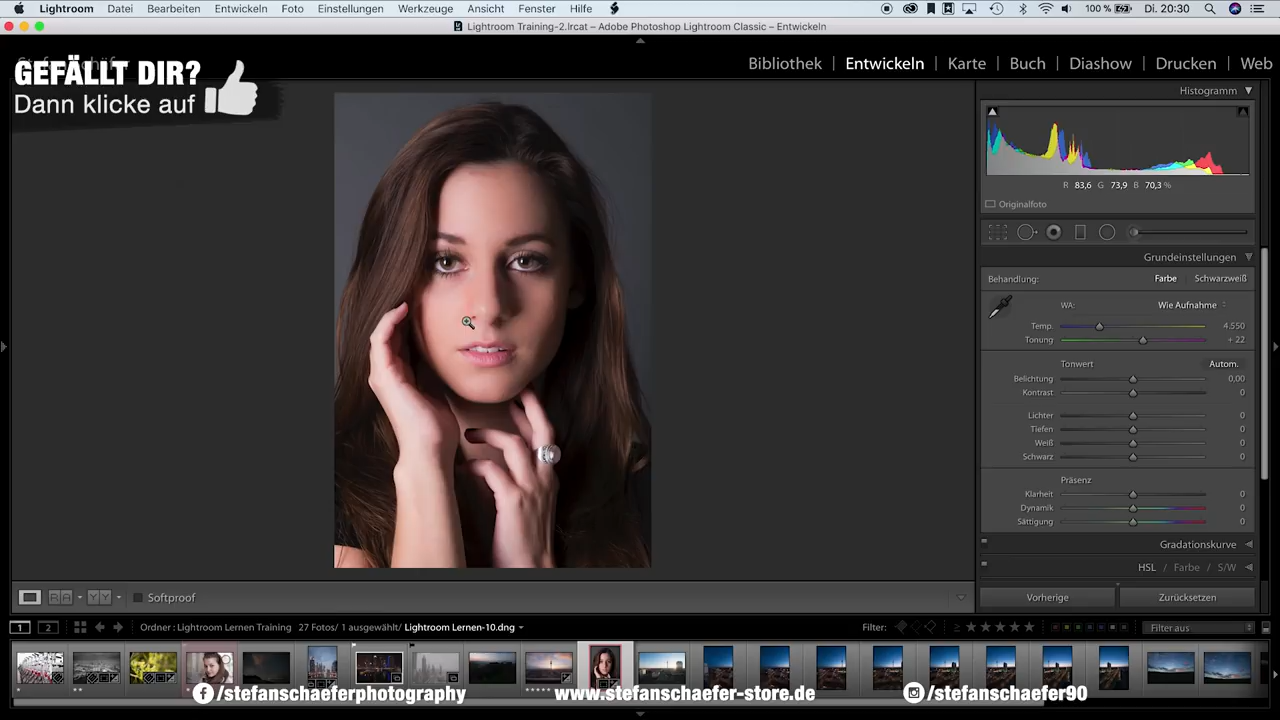 Lightroom Datei Bearbeiten Entwickeln Foto Einstellungen Werkzeuge Ansicht Fenster Hilfe 100 % Di. 20:30
Lightroom Training-2.lrcat – Adobe Photoshop Lightroom Classic – Entwickeln
GEFÄLLT DIR?
Dann klicke auf
Bibliothek | Entwickeln | Karte | Buch | Diashow | Drucken | Web
Histogramm
R 83,6 G 73,9 B 70,3 %
Originalfoto
Grundeinstellungen
Behandlung: Farbe Schwarzweiß
WA: Wie Aufnahme
Temp. 4.550
Tonung + 22
Tonwert Autom.
Belichtung 0,00
Kontrast 0
Lichter 0
Tiefen 0
Weiß 0
Schwarz 0
Präsenz
Klarheit 0
Dynamik 0
Sättigung 0
Gradationskurve
HSL / Farbe / S/W
Vorherige Zurücksetzen
RA YY Softproof
1 2 Ordner : Lightroom Lernen Training 27 Fotos/ 1 ausgewählt/ Lightroom Lernen-10.dng Filter: Filter aus
/stefanschaeferphotography www.stefanschaefer-store.de /stefanschaefer90